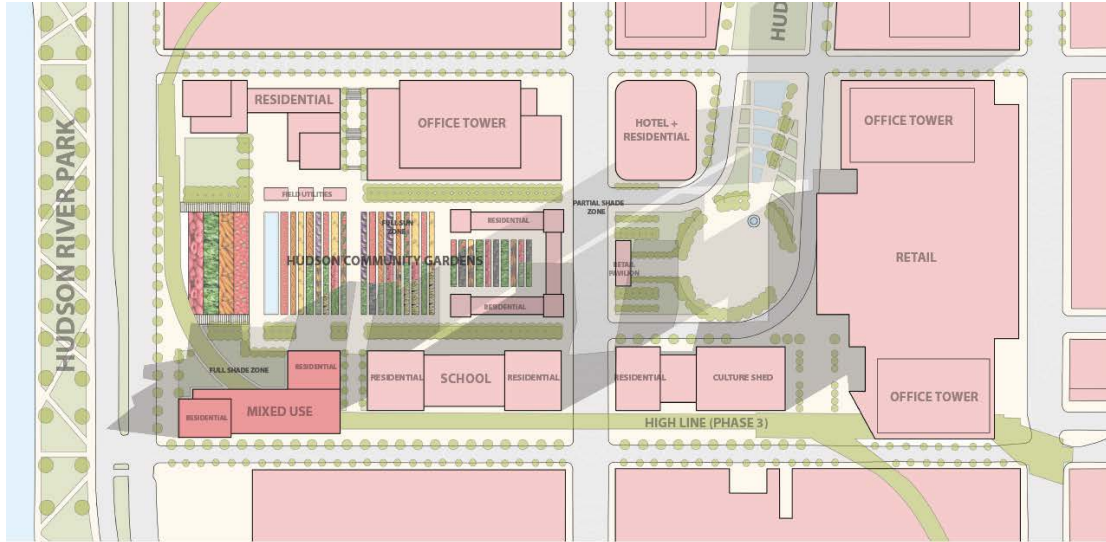 HUD
RESIDENTIAL
OFFICE TOWER
HOTEL +
RESIDENTIAL
OFFICE TOWER
HUDSON RIVER PARK
FIELD UTILITIES
PARTIAL SHADE
ZONE
FULL SUN
ZONE
RESIDENTIAL
HUDSON COMMUNITY GARDENS
RETAIL
PAVILION
RETAIL
RESIDENTIAL
FULL SHADE ZONE
RESIDENTIAL
RESIDENTIAL
SCHOOL
RESIDENTIAL
RESIDENTIAL
CULTURE SHED
OFFICE TOWER
RESIDENTIAL
MIXED USE
HIGH LINE (PHASE 3)